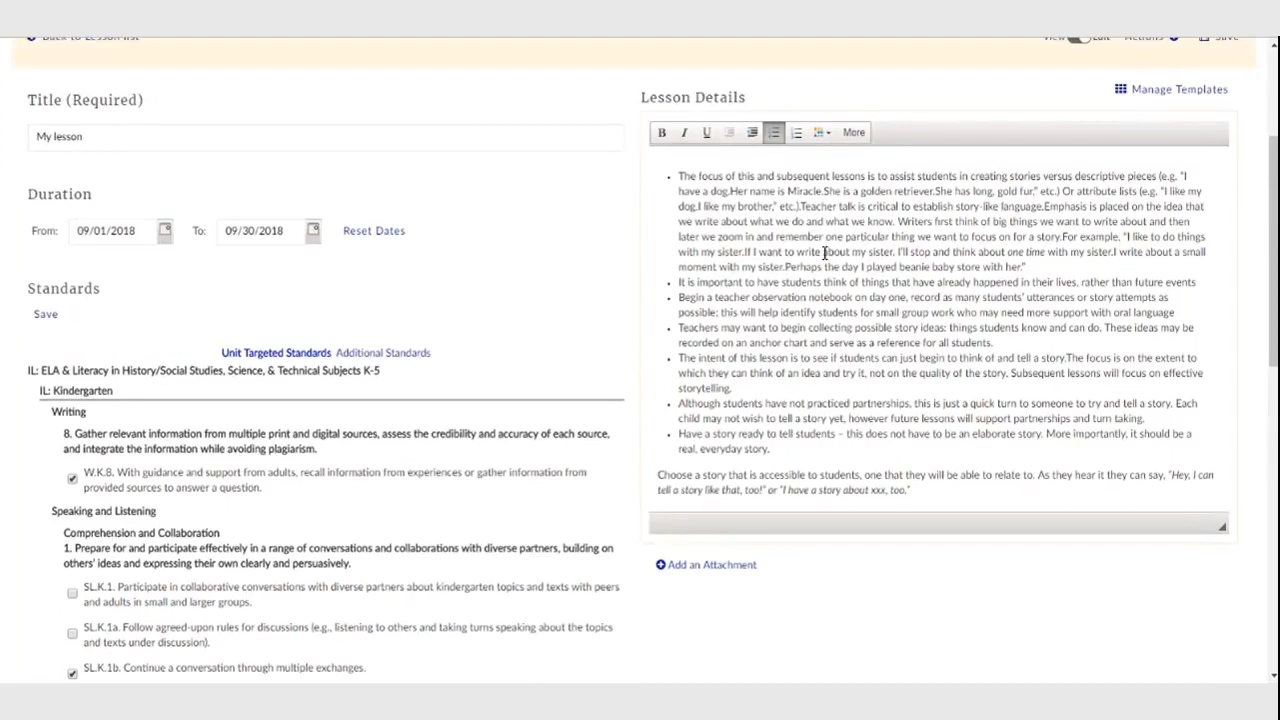 Back to Lesson list
View Edit Actions Save
Title (Required)
My lesson
Duration
From: 09/01/2018 To: 09/30/2018 Reset Dates
Standards
Save
Unit Targeted Standards Additional Standards
IL: ELA & Literacy in History/Social Studies, Science, & Technical Subjects K-5
IL: Kindergarten
Writing
8. Gather relevant information from multiple print and digital sources, assess the credibility and accuracy of each source,
and integrate the information while avoiding plagiarism.
W.K.8. With guidance and support from adults, recall information from experiences or gather information from
provided sources to answer a question.
Speaking and Listening
Comprehension and Collaboration
1. Prepare for and participate effectively in a range of conversations and collaborations with diverse partners, building on
others' ideas and expressing their own clearly and persuasively.
SL.K.1. Participate in collaborative conversations with diverse partners about kindergarten topics and texts with peers
and adults in small and larger groups.
SL.K.1a. Follow agreed-upon rules for discussions (e.g., listening to others and taking turns speaking about the topics
and texts under discussion).
SL.K.1b. Continue a conversation through multiple exchanges.
Lesson Details
Manage Templates
B I U More
The focus of this and subsequent lessons is to assist students in creating stories versus descriptive pieces (e.g. "I
have a dog.Her name is Miracle.She is a golden retriever.She has long, gold fur," etc.) Or attribute lists (e.g. "I like my
dog.I like my brother," etc.).Teacher talk is critical to establish story-like language.Emphasis is placed on the idea that
we write about what we do and what we know. Writers first think of big things we want to write about and then
later we zoom in and remember one particular thing we want to focus on for a story.For example, "I like to do things
with my sister.If I want to write about my sister, I'll stop and think about one time with my sister.I write about a small
moment with my sister.Perhaps the day I played beanie baby store with her."
It is important to have students think of things that have already happened in their lives, rather than future events
Begin a teacher observation notebook on day one, record as many students' utterances or story attempts as
possible; this will help identify students for small group work who may need more support with oral language
Teachers may want to begin collecting possible story ideas: things students know and can do. These ideas may be
recorded on an anchor chart and serve as a reference for all students.
The intent of this lesson is to see if students can just begin to think of and tell a story.The focus is on the extent to
which they can think of an idea and try it, not on the quality of the story. Subsequent lessons will focus on effective
storytelling.
Although students have not practiced partnerships, this is just a quick turn to someone to try and tell a story. Each
child may not wish to tell a story yet, however future lessons will support partnerships and turn taking.
Have a story ready to tell students – this does not have to be an elaborate story. More importantly, it should be a
real, everyday story.
Choose a story that is accessible to students, one that they will be able to relate to. As they hear it they can say, "Hey, I can
tell a story like that, too!" or "I have a story about xxx, too."
Add an Attachment